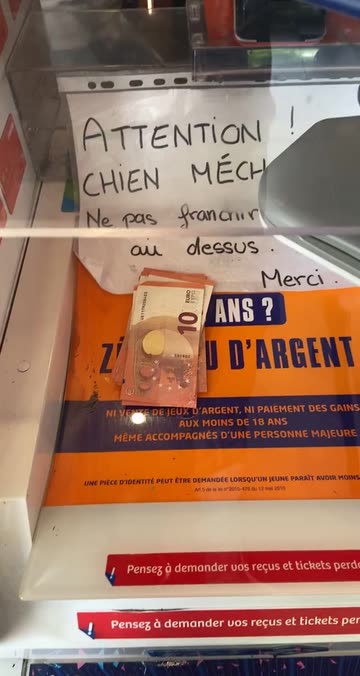 ATTENTION !
CHIEN MÉCH
Ne pas franchir
au dessus.
Merci.
10
EURO
ANS ?
U D'ARGENT
NI VENTE DE JEUX D'ARGENT, NI PAIEMENT DES GAINS
AUX MOINS DE 18 ANS
MÊME ACCOMPAGNÉS D'UNE PERSONNE MAJEURE
UNE PIÈCE D'IDENTITÉ PEUT ÊTRE DEMANDÉE LORSQU'UN JEUNE PARAÎT AVOIR MOINS
Pensez à demander vos reçus et tickets perd
Pensez à demander vos reçus et tickets per